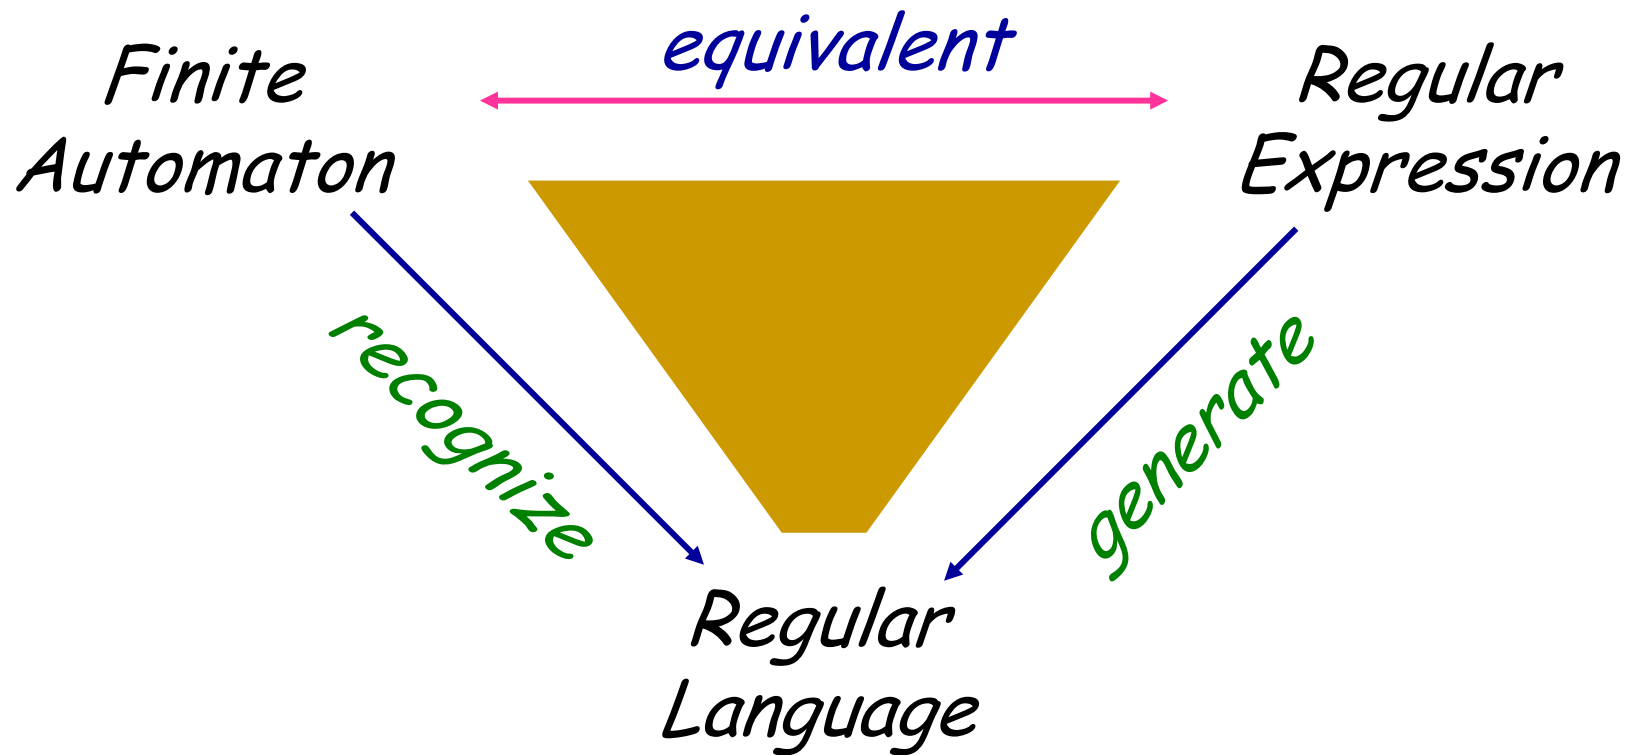 equivalent
Finite
Automaton
Regular
Expression
recognize
generate
Regular
Language